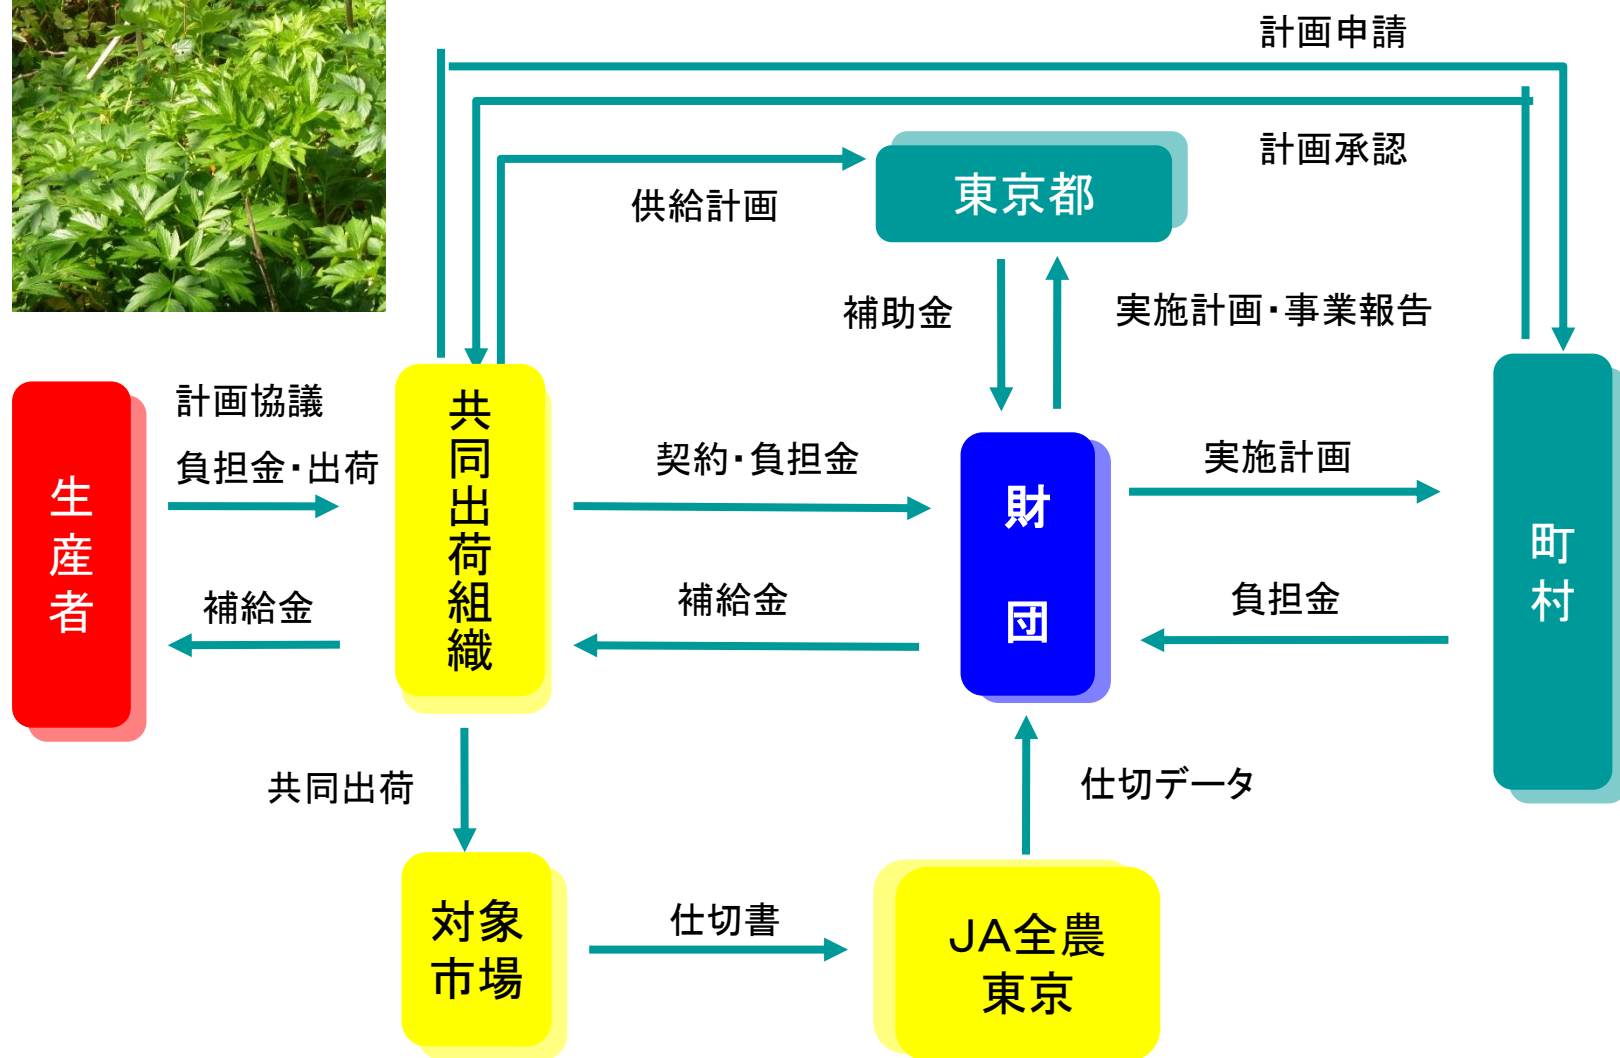 計画申請
計画承認
東京都
供給計画
補助金
実施計画・事業報告
計画協議
負担金・出荷
共同出荷組織
契約・負担金
実施計画
財団
生産者
町村
補給金
補給金
負担金
共同出荷
仕切データ
対象
市場
仕切書
JA全農
東京